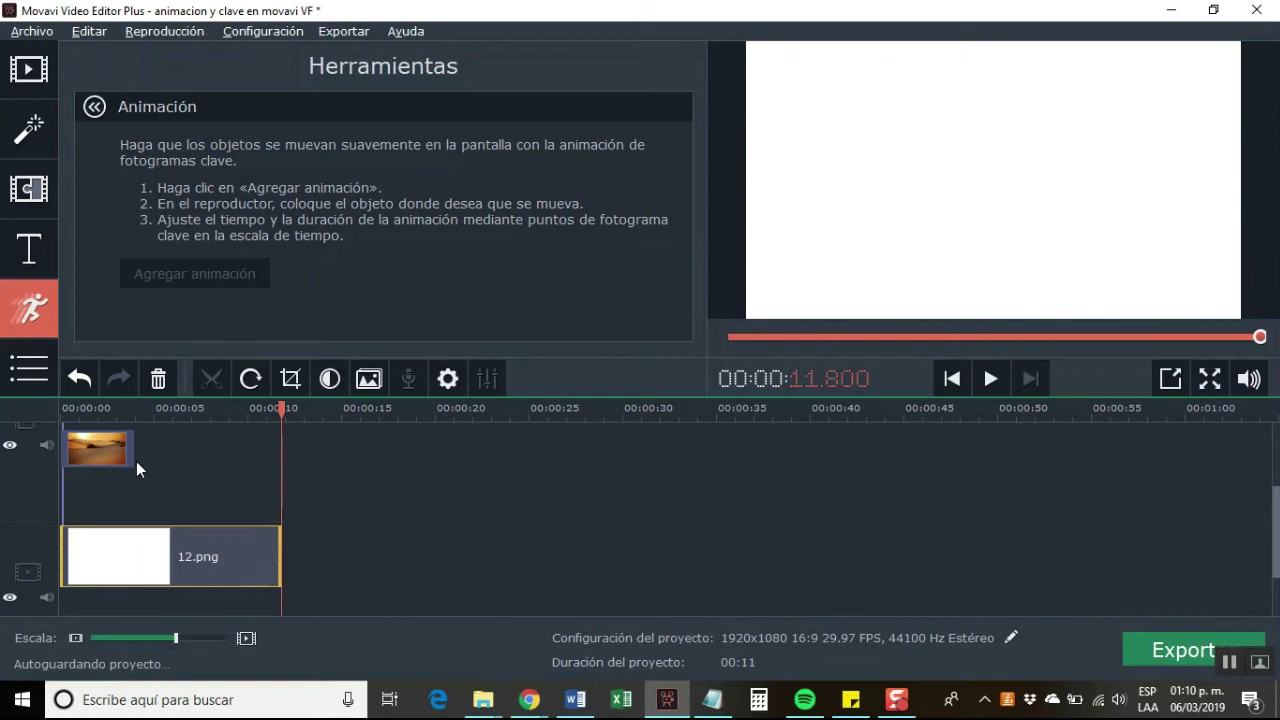 Movavi Video Editor Plus - animacion y clave en movavi VF *
Archivo Editar Reproducción Configuración Exportar Ayuda
Herramientas
Animación
Haga que los objetos se muevan suavemente en la pantalla con la animación de
fotogramas clave.
1. Haga clic en «Agregar animación».
2. En el reproductor, coloque el objeto donde desea que se mueva.
3. Ajuste el tiempo y la duración de la animación mediante puntos de fotograma
clave en la escala de tiempo.
Agregar animación
00:00:11.800
00:00:00 00:00:05 00:00:10 00:00:15 00:00:20 00:00:25 00:00:30 00:00:35 00:00:40 00:00:45 00:00:50 00:00:55 00:01:00
12.png
Escala:
Configuración del proyecto: 1920x1080 16:9 29.97 FPS, 44100 Hz Estéreo
Autoguardando proyecto...
Duración del proyecto: 00:11
Export
Escribe aquí para buscar
ESP 01:10 p. m.
LAA 06/03/2019
3